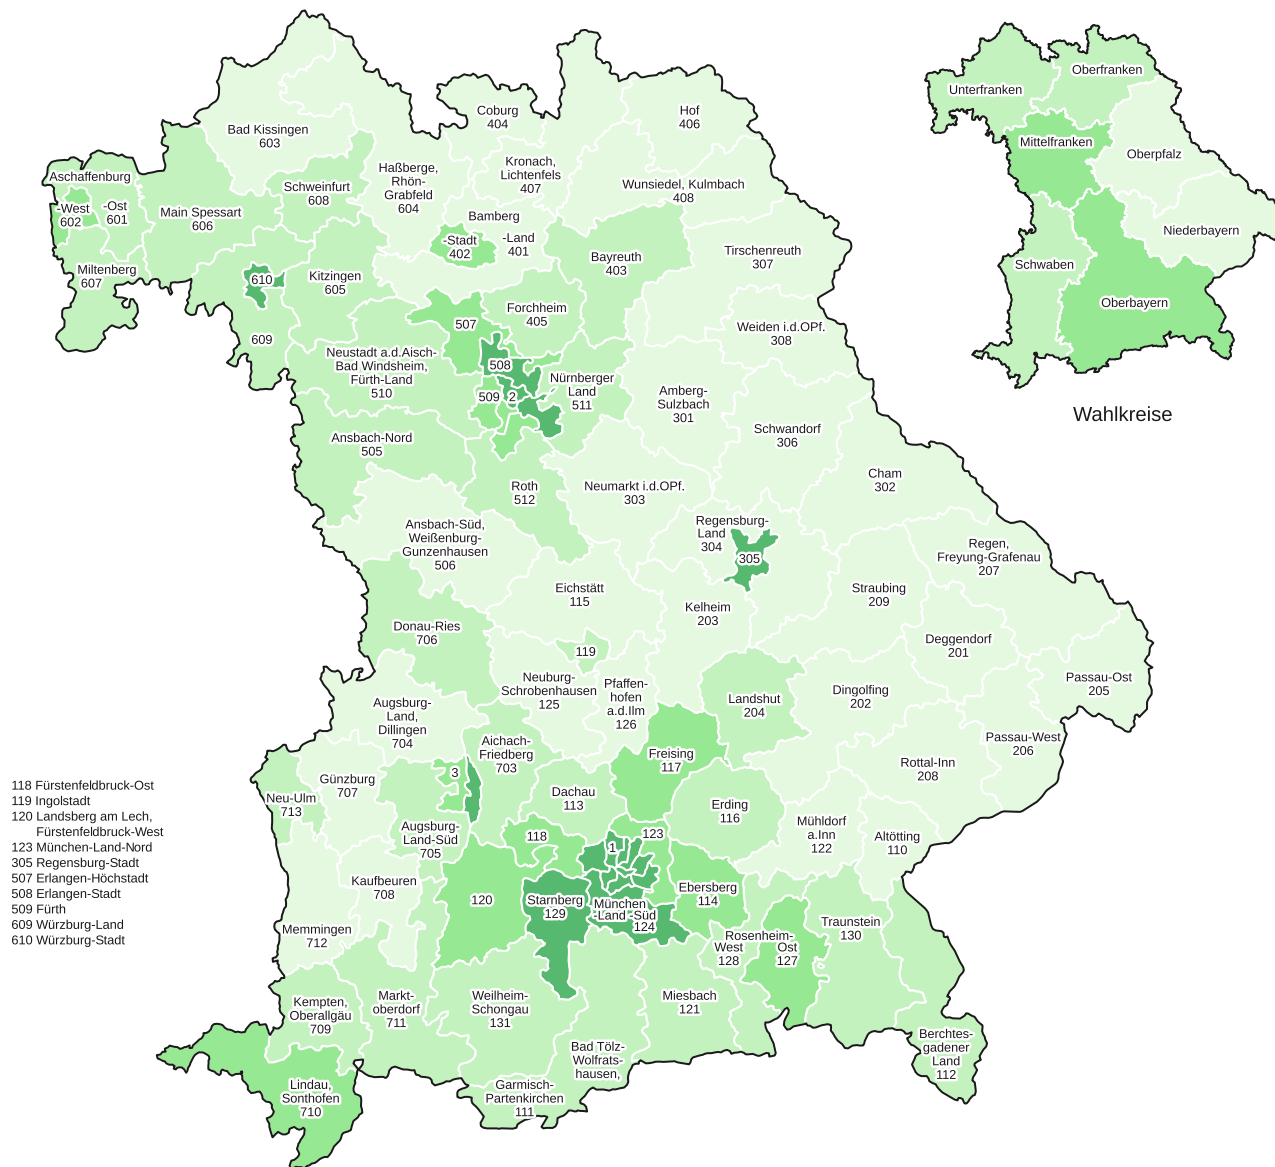 Bad Kissingen
603
Coburg
404
Hof
406
Aschaffenburg
-West
602
-Ost
601
Main Spessart
606
Schweinfurt
608
Haßberge,
Rhön-
Grabfeld
604
Kronach,
Lichtenfels
407
Wunsiedel, Kulmbach
408
Bamberg
-Stadt
402
-Land
401
Bayreuth
403
Tirschenreuth
307
Miltenberg
607
610
Kitzingen
605
609
507
Forchheim
405
Weiden i.d.OPf.
308
Neustadt a.d.Aisch-
Bad Windsheim,
Fürth-Land
510
508
509
2
Nürnberger
Land
511
Amberg-
Sulzbach
301
Schwandorf
306
Ansbach-Nord
505
Roth
512
Neumarkt i.d.OPf.
303
Cham
302
Ansbach-Süd,
Weißenburg-
Gunzenhausen
506
Regensburg-
Land
304
305
Regen,
Freyung-Grafenau
207
Eichstätt
115
Kelheim
203
Straubing
209
Donau-Ries
706
119
Deggendorf
201
Neuburg-
Schrobenhausen
125
Pfaffen-
hofen
a.d.Ilm
126
Landshut
204
Dingolfing
202
Passau-Ost
205
Augsburg-
Land,
Dillingen
704
Aichach-
Friedberg
703
Freising
117
Passau-West
206
Rottal-Inn
208
Günzburg
707
3
Neu-Ulm
713
Dachau
113
Erding
116
Mühldorf
a.Inn
122
Altötting
110
Augsburg-
Land-Süd
705
118
1
123
Kaufbeuren
708
120
Starnberg
129
München
-Land -Süd
124
Ebersberg
114
Memmingen
712
Rosenheim-
West
128
Ost
127
Traunstein
130
Kempten,
Oberallgäu
709
Markt-
oberdorf
711
Weilheim-
Schongau
131
Miesbach
121
Bad Tölz-
Wolfrats-
hausen,
Garmisch-
Partenkirchen
111
Berchtes-
gadener
Land
112
Lindau,
Sonthofen
710
118 Fürstenfeldbruck-Ost
119 Ingolstadt
120 Landsberg am Lech,
Fürstenfeldbruck-West
123 München-Land-Nord
305 Regensburg-Stadt
507 Erlangen-Höchstadt
508 Erlangen-Stadt
509 Fürth
609 Würzburg-Land
610 Würzburg-Stadt
Unterfranken
Oberfranken
Mittelfranken
Oberpfalz
Niederbayern
Schwaben
Oberbayern
Wahlkreise